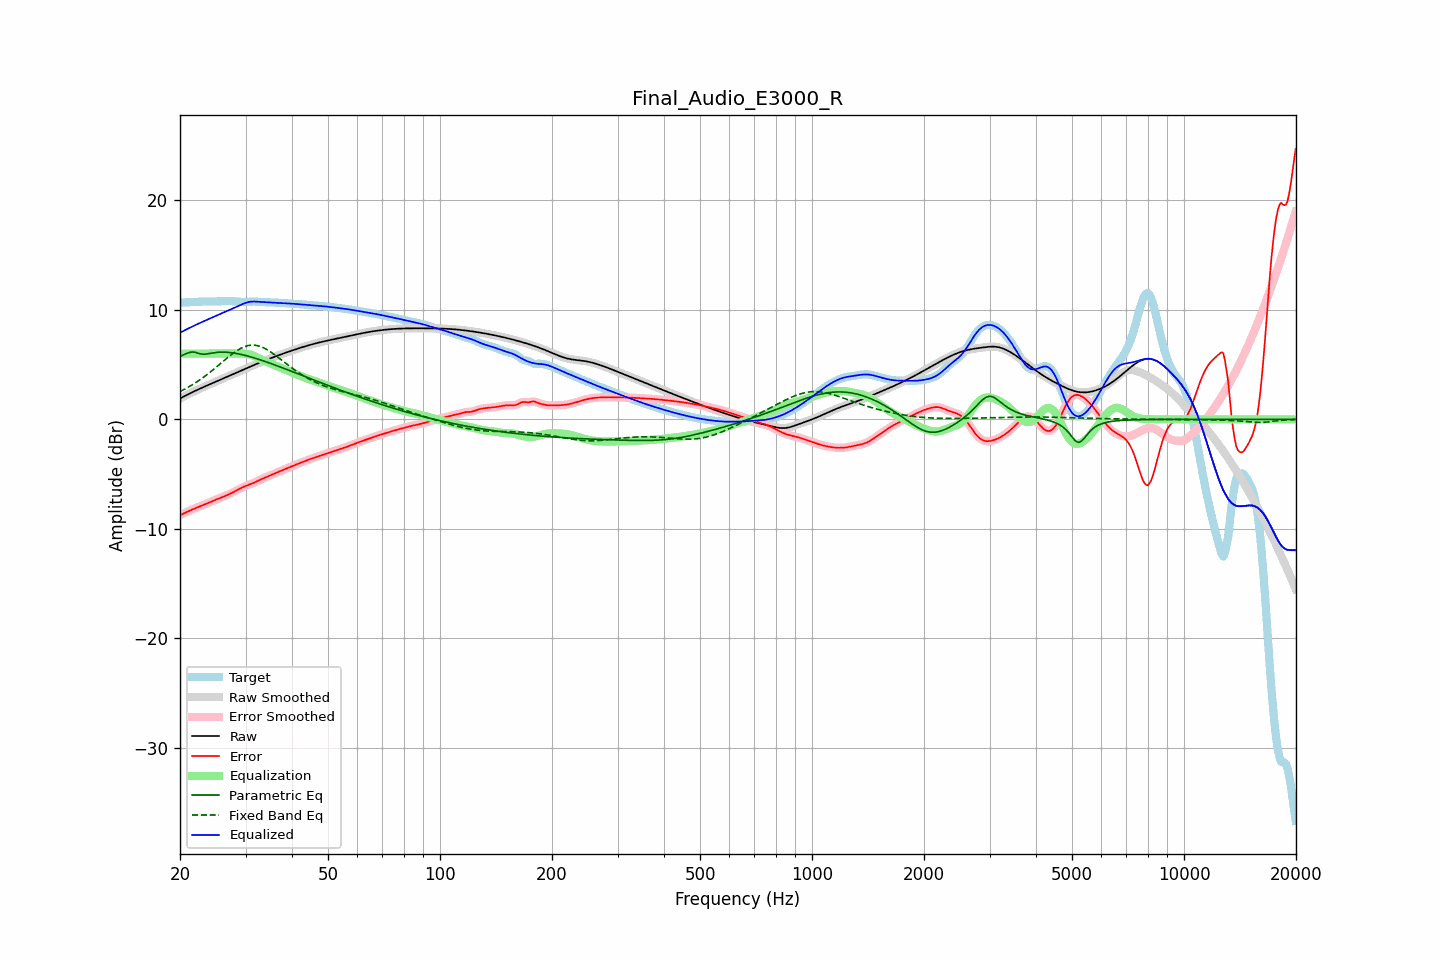 Final_Audio_E3000_R
Amplitude (dBr)
20
10
0
−10
−20
−30
Target
Raw Smoothed
Error Smoothed
Raw
Error
Equalization
Parametric Eq
Fixed Band Eq
Equalized
20 50 100 200 500 1000 2000 5000 10000 20000
Frequency (Hz)